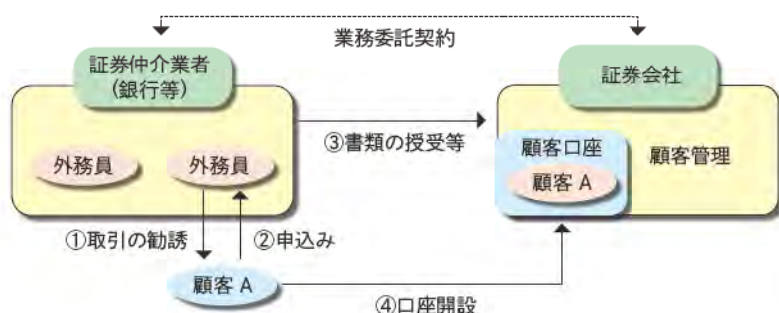 業務委託契約
証券仲介業者
(銀行等)
証券会社
③書類の授受等
外務員
外務員
顧客口座
顧客 A
顧客管理
①取引の勧誘
②申込み
顧客 A
④口座開設